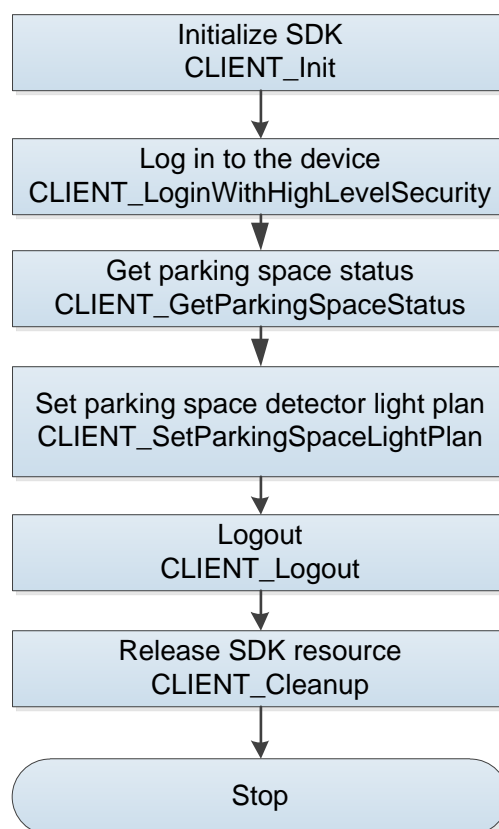 Initialize SDK
CLIENT_Init
Log in to the device
CLIENT_LoginWithHighLevelSecurity
Get parking space status
CLIENT_GetParkingSpaceStatus
Set parking space detector light plan
CLIENT_SetParkingSpaceLightPlan
Logout
CLIENT_Logout
Release SDK resource
CLIENT_Cleanup
Stop